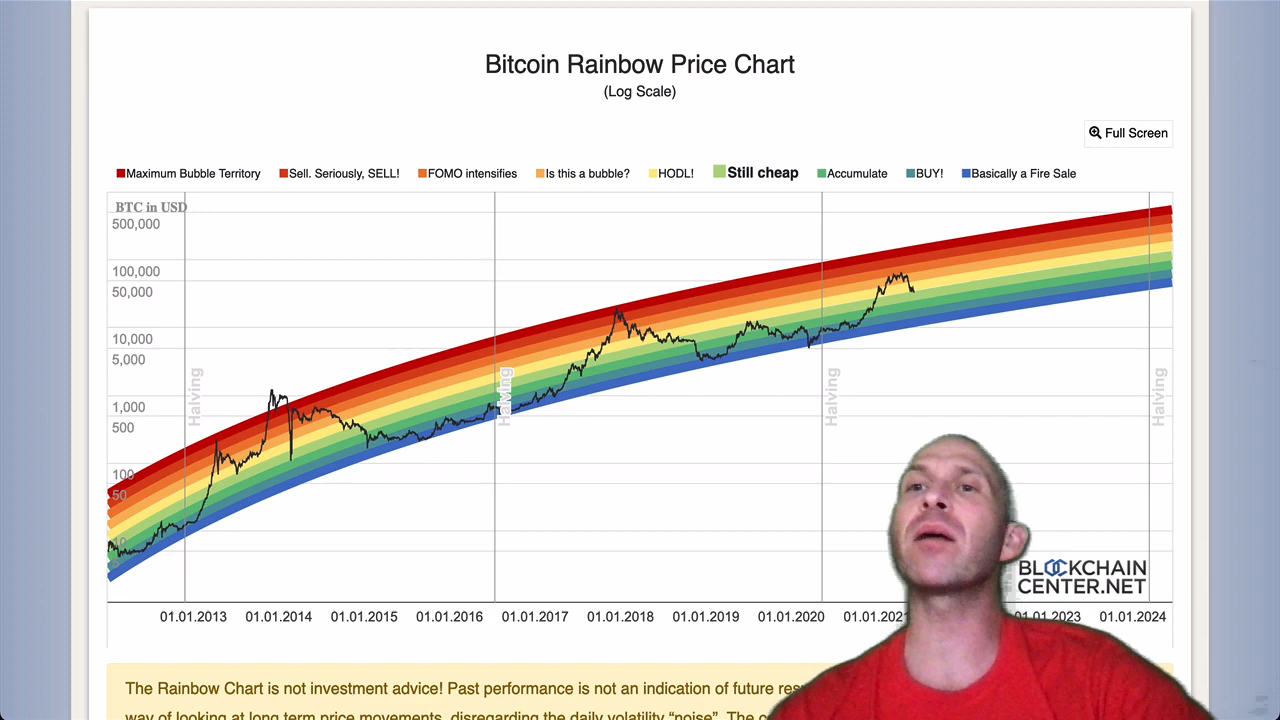 Bitcoin Rainbow Price Chart
(Log Scale)
Full Screen
Maximum Bubble Territory Sell. Seriously, SELL! FOMO intensifies Is this a bubble? HODL! Still cheap Accumulate BUY! Basically a Fire Sale
BTC in USD
500,000
100,000
50,000
10,000
5,000
1,000
500
100
50
10
Halving
Halving
Halving
Halving
BLOCKCHAIN
CENTER.NET
01.01.2013 01.01.2014 01.01.2015 01.01.2016 01.01.2017 01.01.2018 01.01.2019 01.01.2020 01.01.2021 01.01.2023 01.01.2024
The Rainbow Chart is not investment advice! Past performance is not an indication of future
way of looking at long term price movements, disregarding the daily volatility “noise”. The